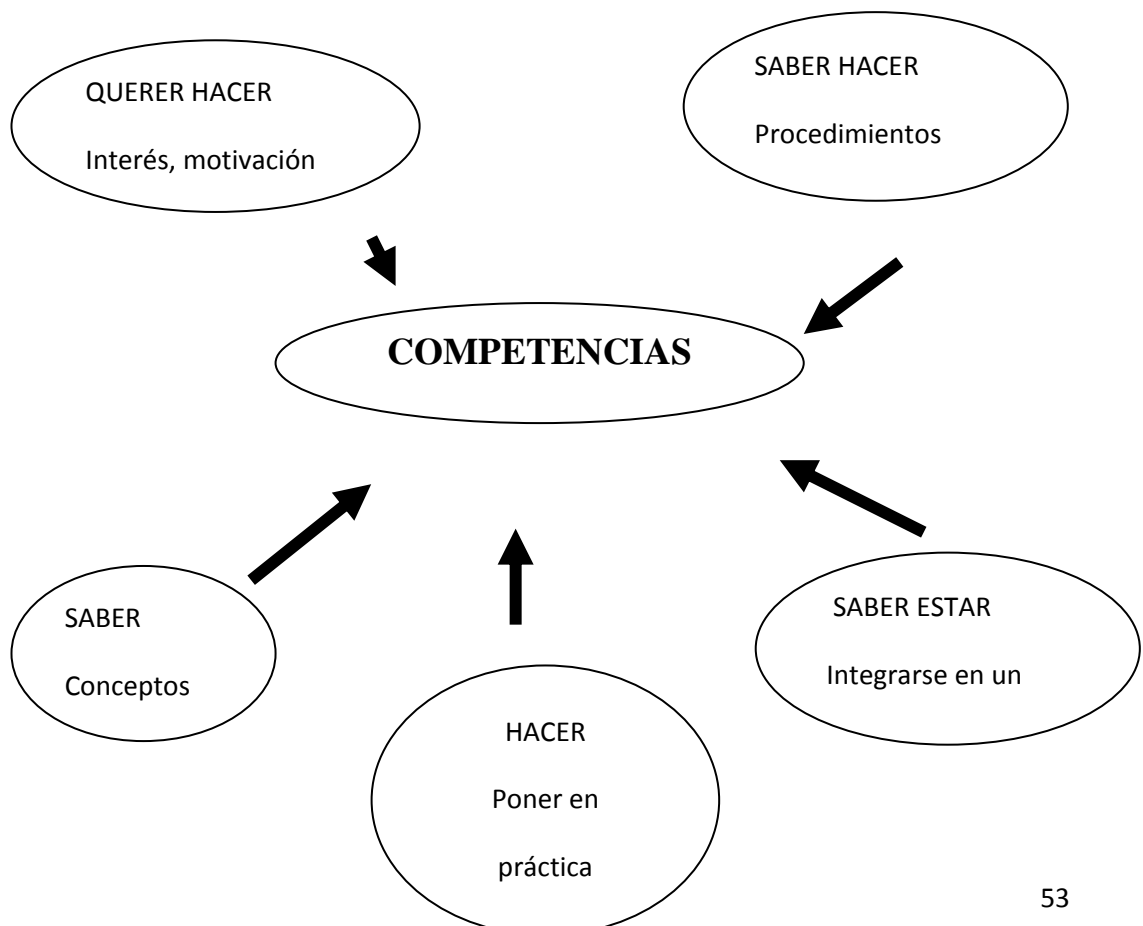 QUERER HACER
Interés, motivación
SABER HACER
Procedimientos
COMPETENCIAS
SABER
Conceptos
HACER
Poner en
práctica
SABER ESTAR
Integrarse en un
53